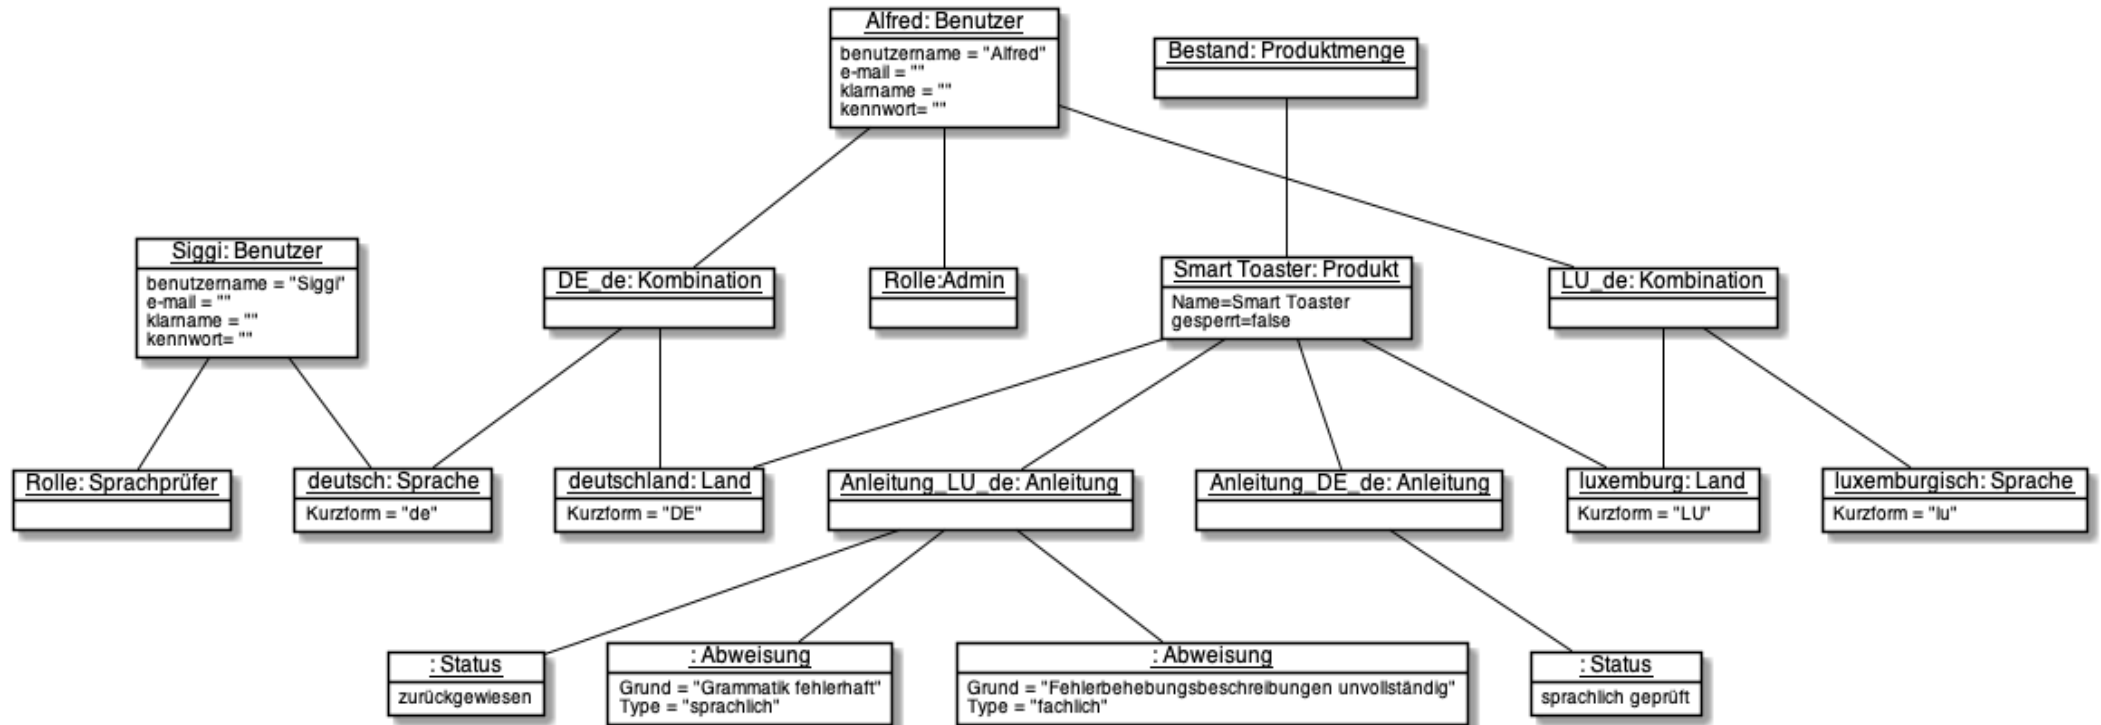 Alfred: Benutzer
benutzername = "Alfred"
e-mail = ""
klarname = ""
kennwort= ""
Bestand: Produktmenge
Siggi: Benutzer
benutzername = "Siggi"
e-mail = ""
klarname = ""
kennwort= ""
DE_de: Kombination
Rolle:Admin
Smart Toaster: Produkt
Name=Smart Toaster
gesperrt=false
LU_de: Kombination
Rolle: Sprachprüfer
deutsch: Sprache
Kurzform = "de"
deutschland: Land
Kurzform = "DE"
Anleitung_LU_de: Anleitung
Anleitung_DE_de: Anleitung
luxemburg: Land
Kurzform = "LU"
luxemburgisch: Sprache
Kurzform = "lu"
: Status
zurückgewiesen
: Abweisung
Grund = "Grammatik fehlerhaft"
Type = "sprachlich"
: Abweisung
Grund = "Fehlerbehebungsbeschreibungen unvollständig"
Type = "fachlich"
: Status
sprachlich geprüft